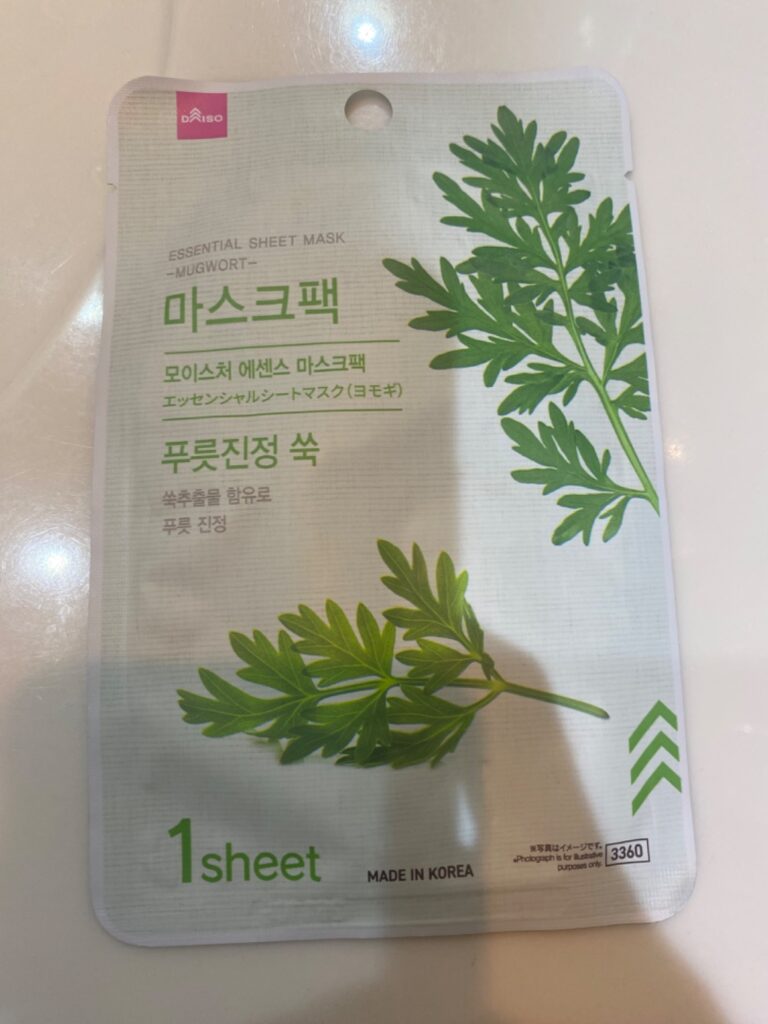 DAISO
ESSENTIAL SHEET MASK
-MUGWORT-
마스크팩
모이스처 에센스 마스크팩
エッセンシャルシートマスク(ヨモギ)
푸릇진정 쑥
쑥추출물 함유로
푸릇 진정
1sheet
MADE IN KOREA
※写真はイメージです。
*Photograph is for illustrative
purposes only.
3360